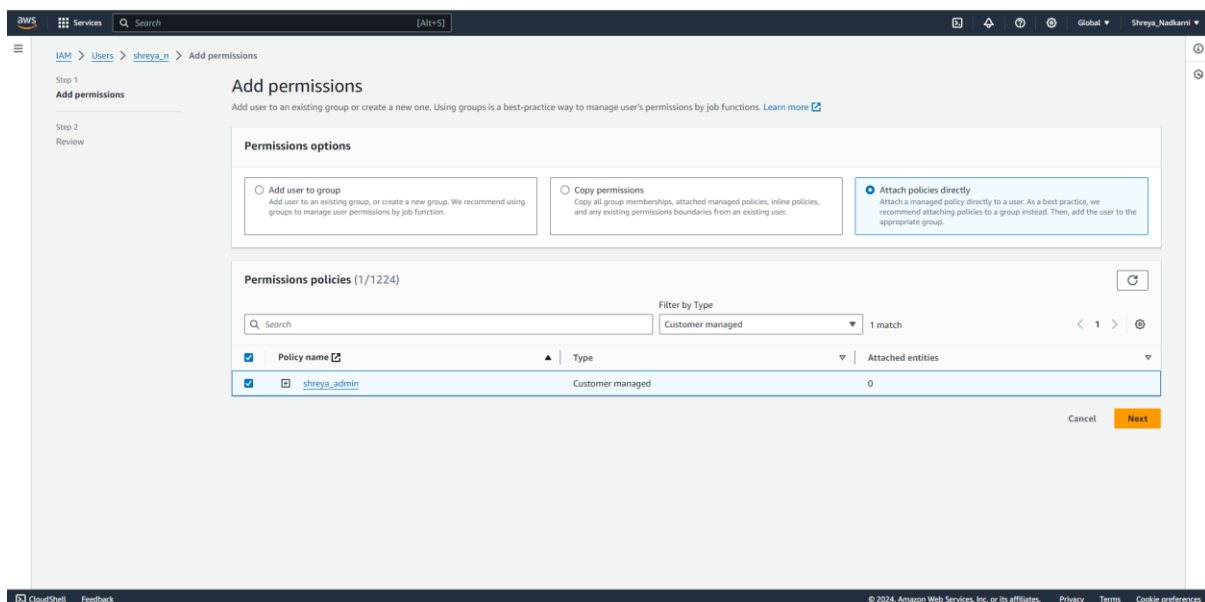 aws
Services
Search
[Alt+S]
Global
Shreya_Nadkarni
IAM > Users > shreya_n > Add permissions
Step 1
Add permissions
Step 2
Review
Add permissions
Add user to an existing group or create a new one. Using groups is a best-practice way to manage user's permissions by job functions. Learn more
Permissions options
Add user to group
Add user to an existing group, or create a new group. We recommend using
groups to manage user permissions by job function.
Copy permissions
Copy all group memberships, attached managed policies, inline policies,
and any existing permissions boundaries from an existing user.
Attach policies directly
Attach a managed policy directly to a user. As a best practice, we
recommend attaching policies to a group instead. Then, add the user to the
appropriate group.
Permissions policies (1/1224)
Filter by Type
Search
Customer managed
1 match
1
Policy name
Type
Attached entities
shreya_admin
Customer managed
0
Cancel
Next
CloudShell
Feedback
© 2024, Amazon Web Services, Inc. or its affiliates.
Privacy
Terms
Cookie preferences